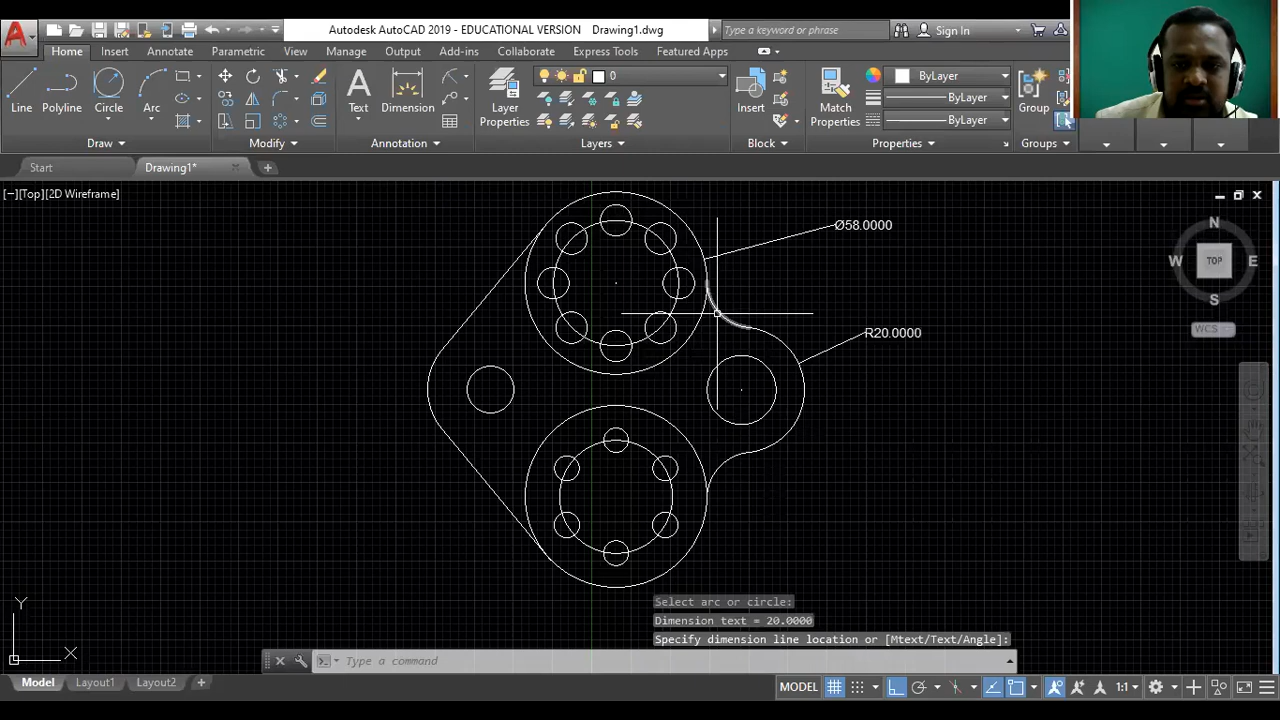 Autodesk AutoCAD 2019 - EDUCATIONAL VERSION Drawing1.dwg
Type a keyword or phrase
Sign In
Home Insert Annotate Parametric View Manage Output Add-ins Collaborate Express Tools Featured Apps
Line Polyline Circle Arc
Text Dimension
Layer Properties
0
Insert
Match Properties
ByLayer
ByLayer
ByLayer
Group
Draw Modify Annotation Layers Block Properties Groups
Start Drawing1*
[−][Top][2D Wireframe]
N
W TOP E
S
WCS
Ø58.0000
R20.0000
Y
X
Select arc or circle:
Dimension text = 20.0000
Specify dimension line location or [Mtext/Text/Angle]:
Type a command
Model Layout1 Layout2
MODEL 1:1